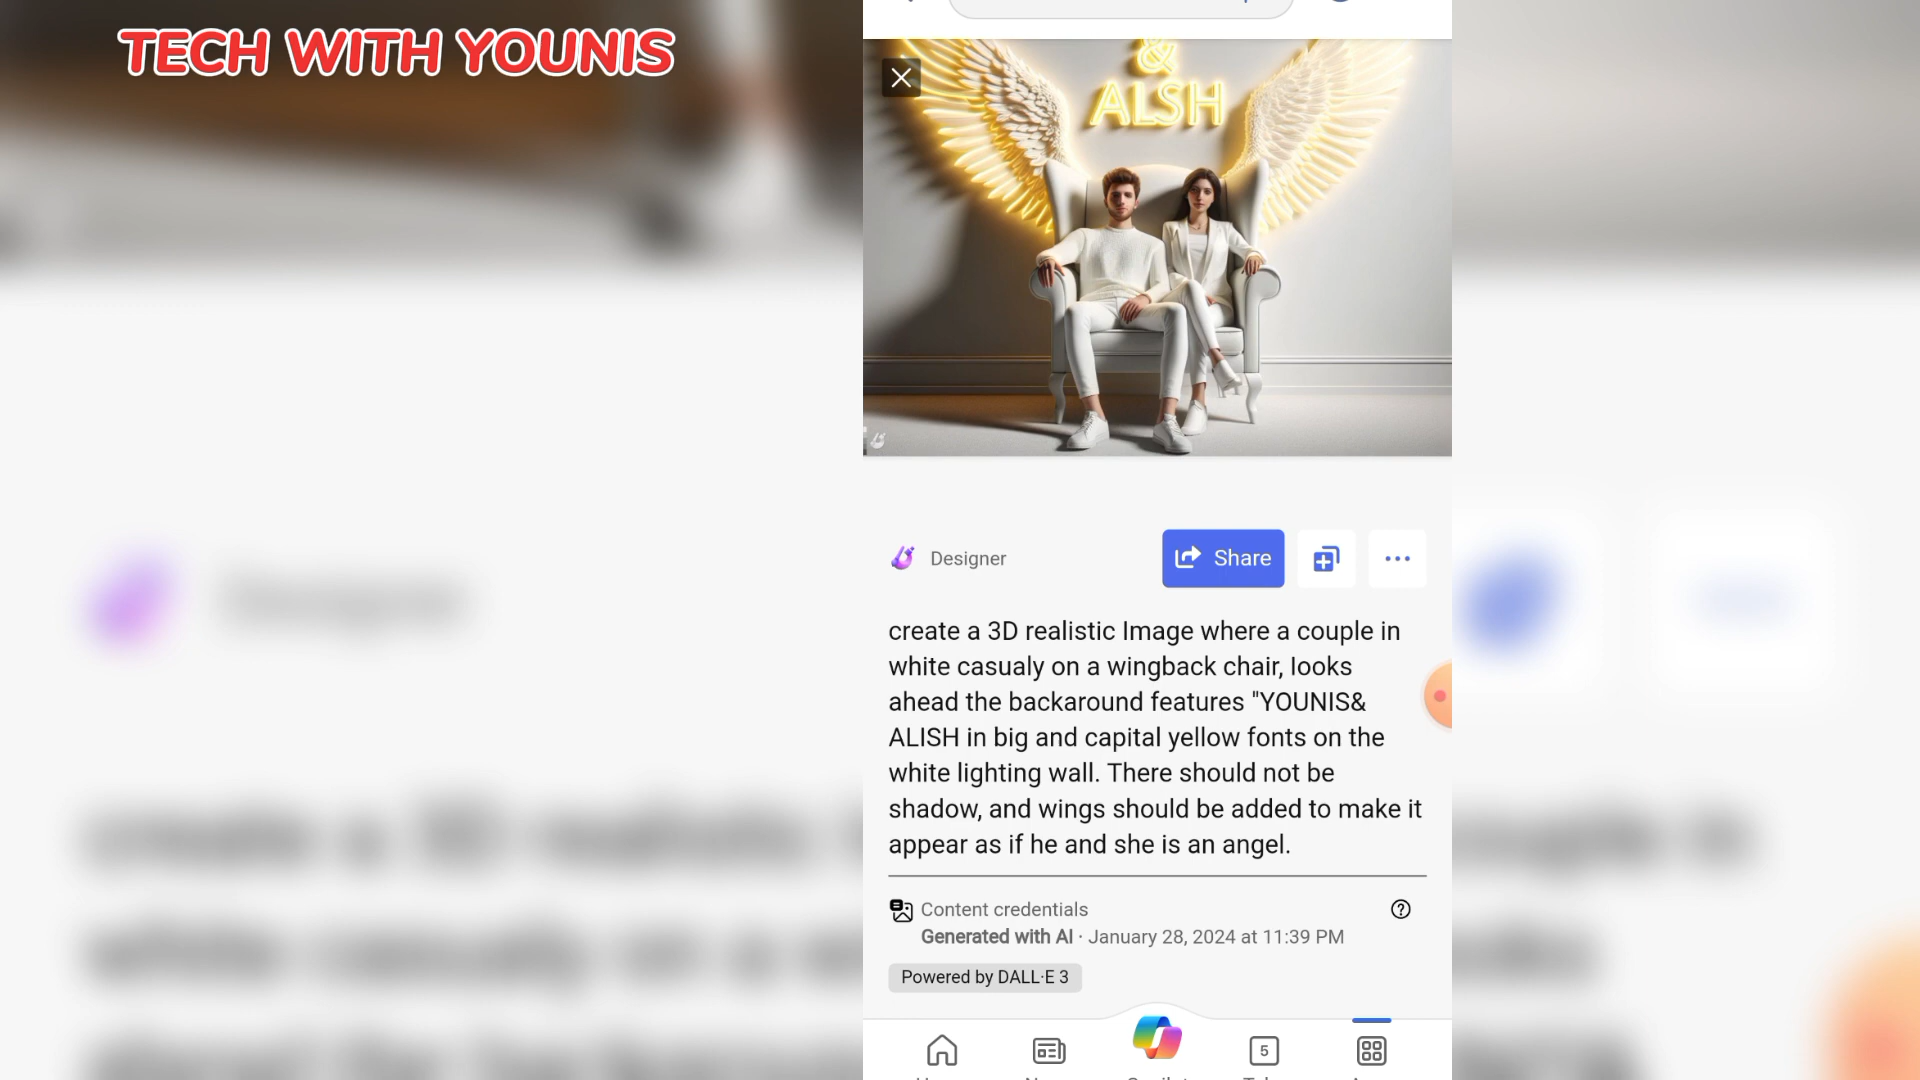 TECH WITH YOUNIS
&
ALSH
Designer
Share
create a 3D realistic Image where a couple in
white casualy on a wingback chair, looks
ahead the backaround features "YOUNIS&
ALISH in big and capital yellow fonts on the
white lighting wall. There should not be
shadow, and wings should be added to make it
appear as if he and she is an angel.
Content credentials
Generated with AI · January 28, 2024 at 11:39 PM
Powered by DALL·E 3
5